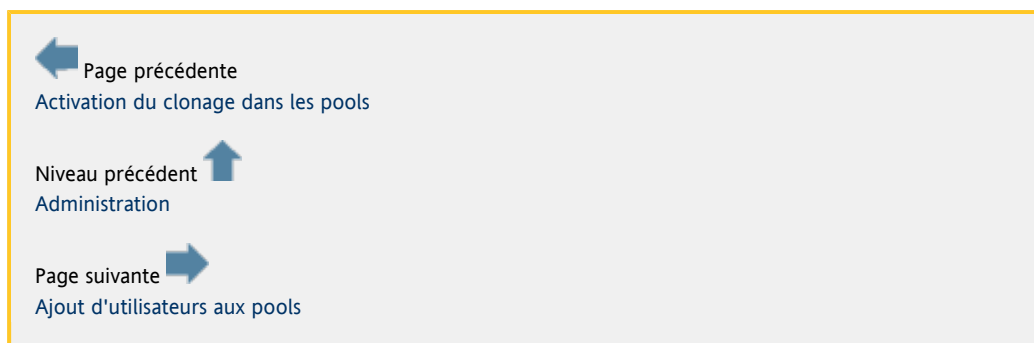 Page précédente
Activation du clonage dans les pools
Niveau précédent
Administration
Page suivante
Ajout d'utilisateurs aux pools